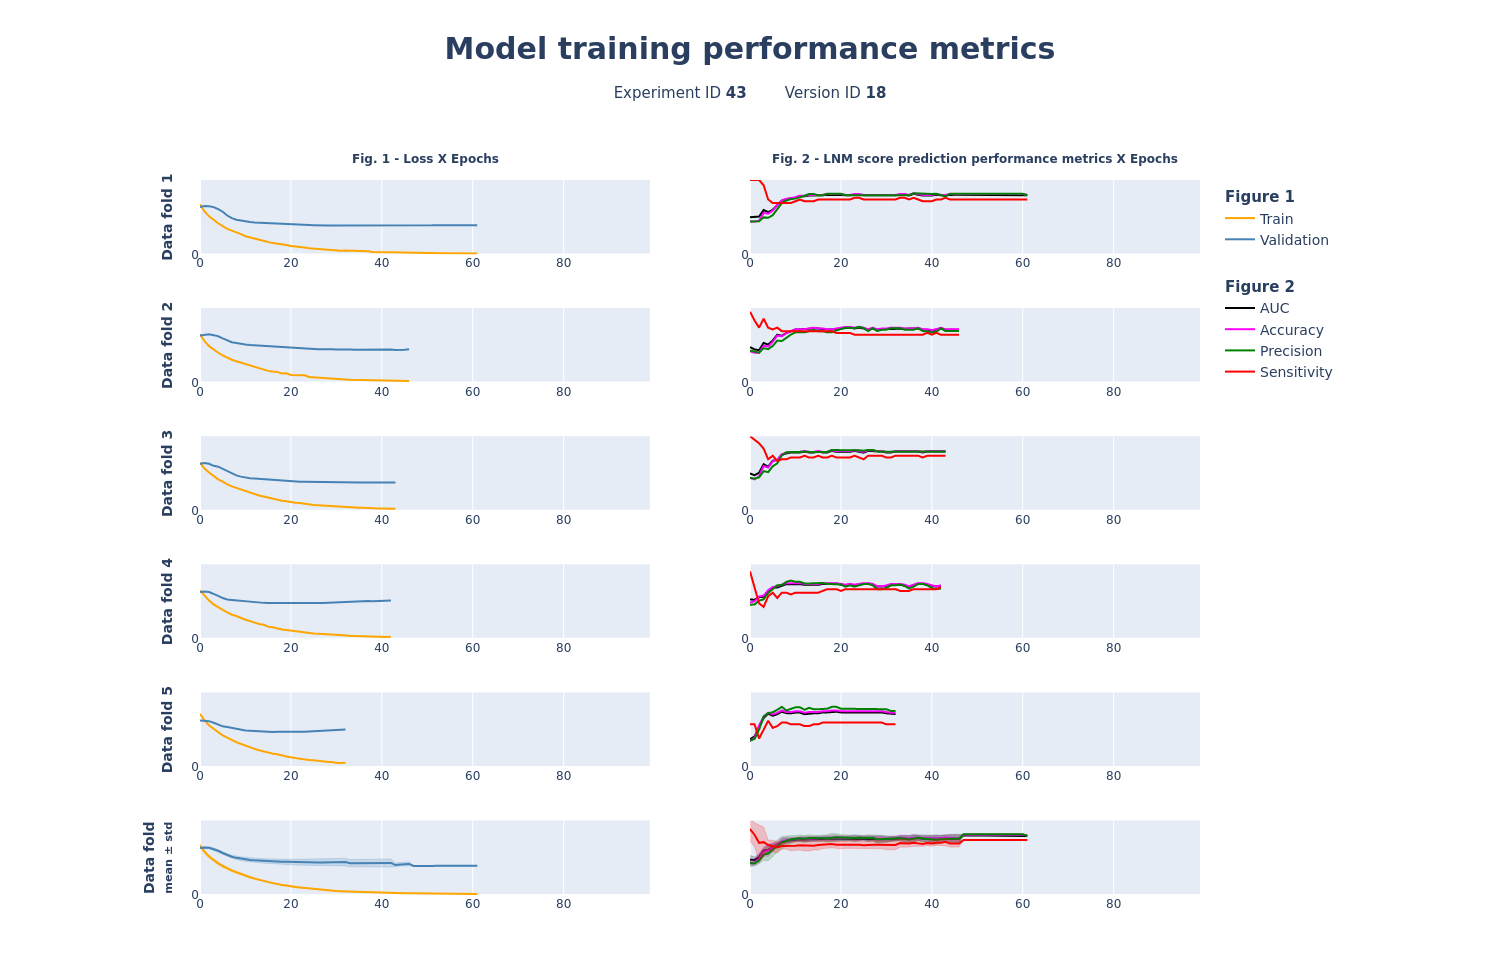 Model training performance metrics
Experiment ID 43 Version ID 18
Fig. 1 - Loss X Epochs
Fig. 2 - LNM score prediction performance metrics X Epochs
Data fold 1
0
0 20 40 60 80
0
0 20 40 60 80
Figure 1
Train
Validation
Figure 2
AUC
Accuracy
Precision
Sensitivity
Data fold 2
0
0 20 40 60 80
0
0 20 40 60 80
Data fold 3
0
0 20 40 60 80
0
0 20 40 60 80
Data fold 4
0
0 20 40 60 80
0
0 20 40 60 80
Data fold 5
0
0 20 40 60 80
0
0 20 40 60 80
Data fold
mean ± std
0
0 20 40 60 80
0
0 20 40 60 80